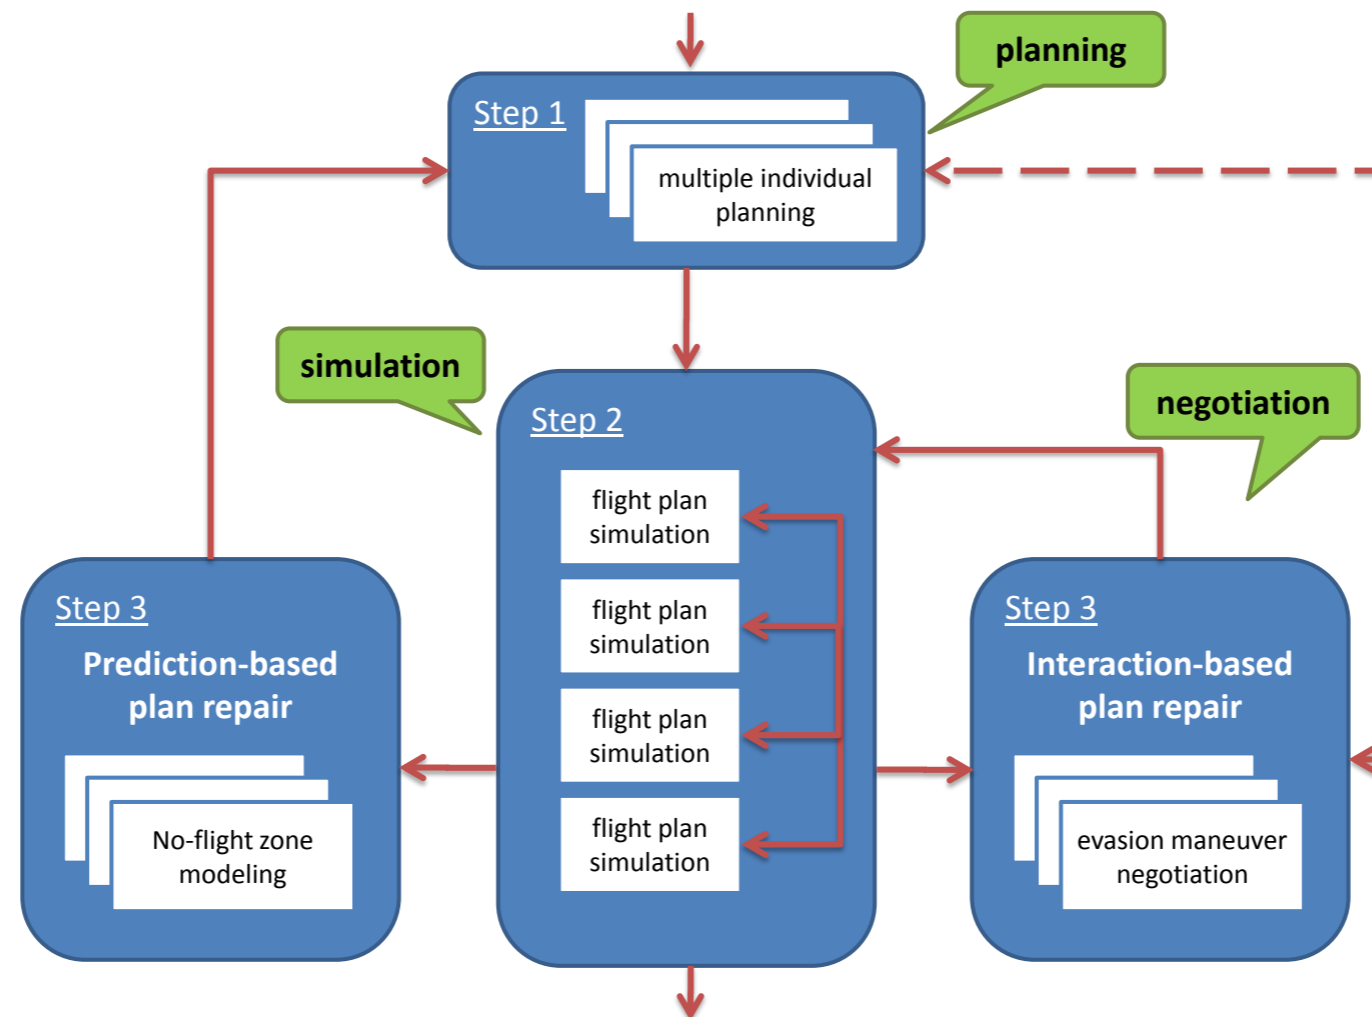 planning
Step 1
multiple individual
planning
simulation
negotiation
Step 2
flight plan
simulation
flight plan
simulation
flight plan
simulation
flight plan
simulation
Step 3
Prediction-based
plan repair
No-flight zone
modeling
Step 3
Interaction-based
plan repair
evasion maneuver
negotiation